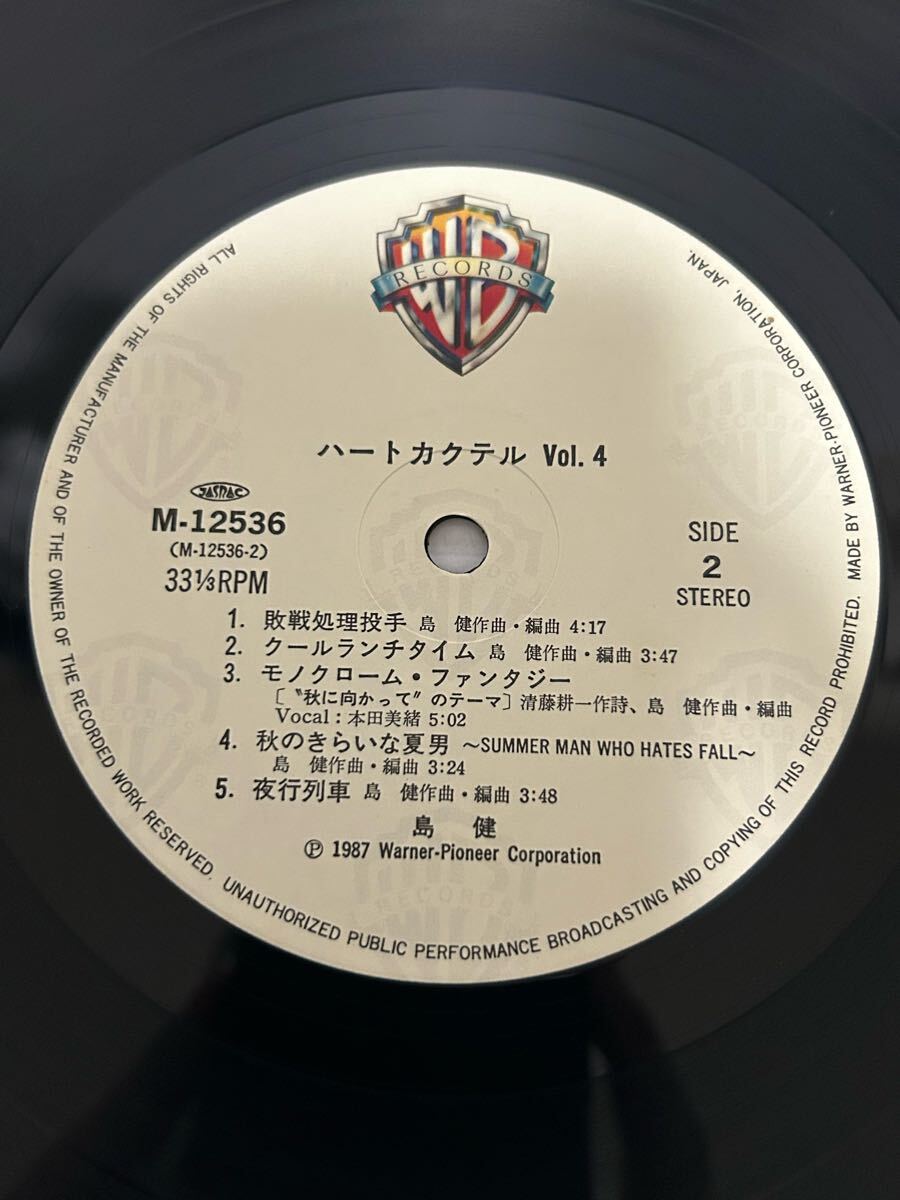 WB
RECORDS
ハートカクテル Vol. 4
JASRAC
M-12536
(M-12536-2)
33⅓RPM
SIDE
2
STEREO
1. 敗戦処理投手 島 健作曲・編曲 4:17
2. クールランチタイム 島 健作曲・編曲 3:47
3. モノクローム・ファンタジー
〔〝秋に向かって〟のテーマ〕清藤耕一作詩、島 健作曲・編曲
Vocal:本田美緒 5:02
4. 秋のきらいな夏男 〜SUMMER MAN WHO HATES FALL〜
島 健作曲・編曲 3:24
5. 夜行列車 島 健作曲・編曲 3:48
島 健
Ⓟ 1987 Warner-Pioneer Corporation
ALL RIGHTS OF THE MANUFACTURER AND OF THE OWNER OF THE RECORDED WORK RESERVED. UNAUTHORIZED PUBLIC PERFORMANCE BROADCASTING AND COPYING OF THIS RECORD PROHIBITED. MADE BY WARNER-PIONEER CORPORATION, JAPAN.